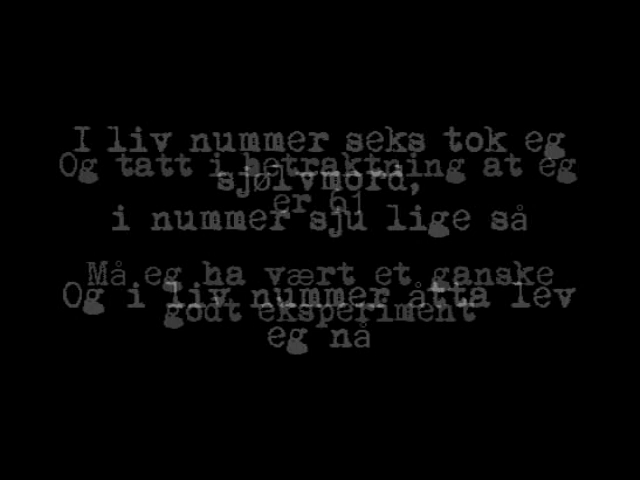 I liv nummer seks tok eg
sjølvmord,
i nummer sju lige så
Og i liv nummer åtta lev
eg nå
Og tatt i betraktning at eg
er 61
Må eg ha vært et ganske
godt eksperiment